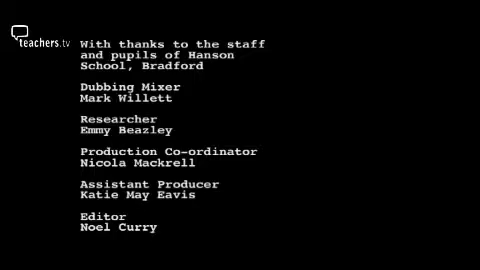 teachers.tv
With thanks to the staff
and pupils of Hanson
School, Bradford
Dubbing Mixer
Mark Willett
Researcher
Emmy Beazley
Production Co-ordinator
Nicola Mackrell
Assistant Producer
Katie May Eavis
Editor
Noel Curry